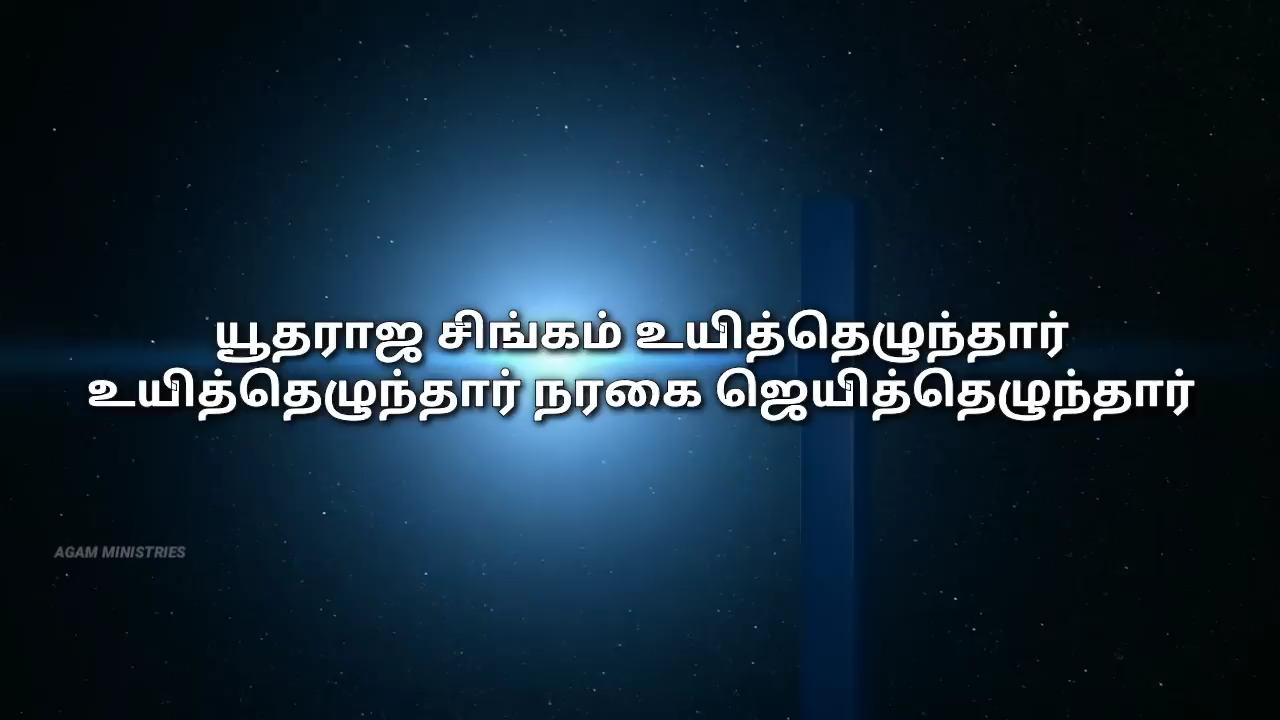 யூதராஜ சிங்கம் உயித்தெழுந்தார்
உயித்தெழுந்தார் நரகை ஜெயித்தெழுந்தார்
AGAM MINISTRIES